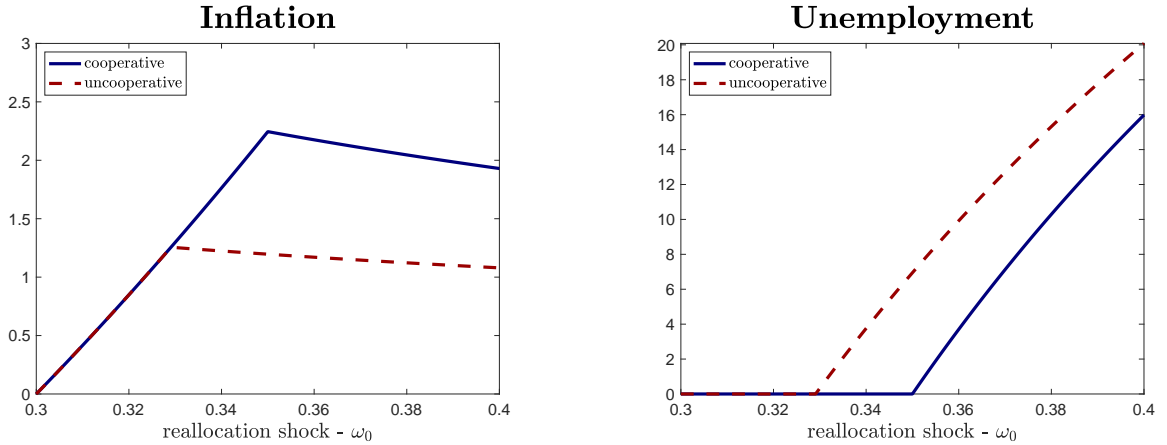 Inflation
3
2.5
2
1.5
1
0.5
0
cooperative
uncooperative
0.3 0.32 0.34 0.36 0.38 0.4
reallocation shock - ω₀
Unemployment
20
18
16
14
12
10
8
6
4
2
0
cooperative
uncooperative
0.3 0.32 0.34 0.36 0.38 0.4
reallocation shock - ω₀